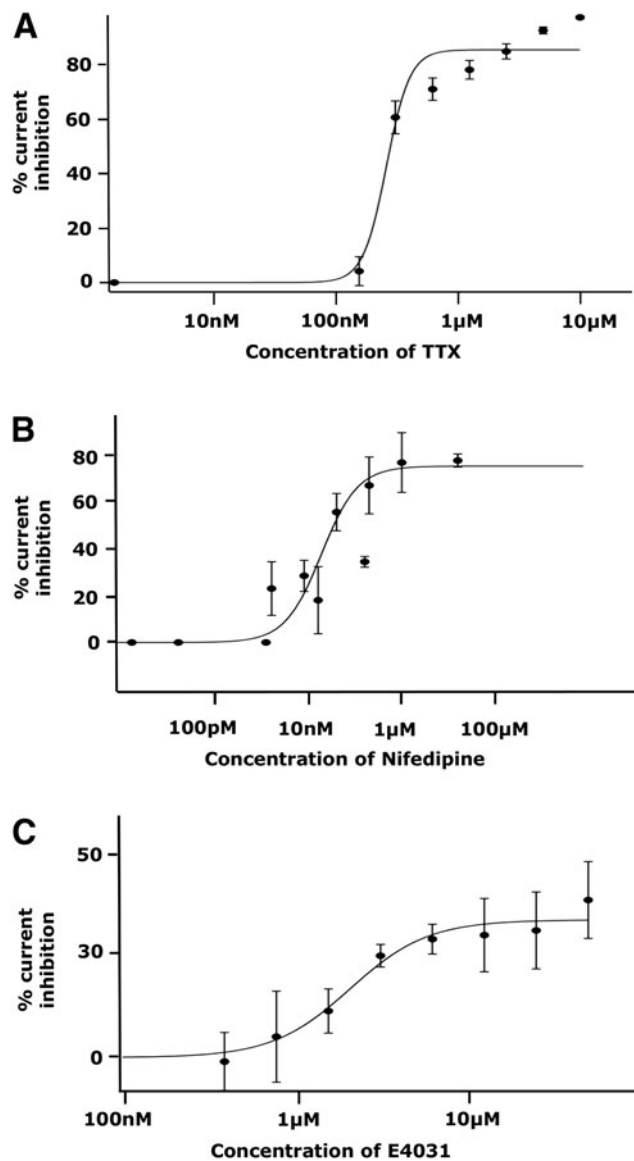 A
% current
inhibition
80
60
40
20
0
10nM 100nM 1µM 10µM
Concentration of TTX
B
% current
inhibition
80
60
40
20
0
100pM 10nM 1µM 100µM
Concentration of Nifedipine
C
% current
inhibition
50
30
0
100nM 1µM 10µM
Concentration of E4031